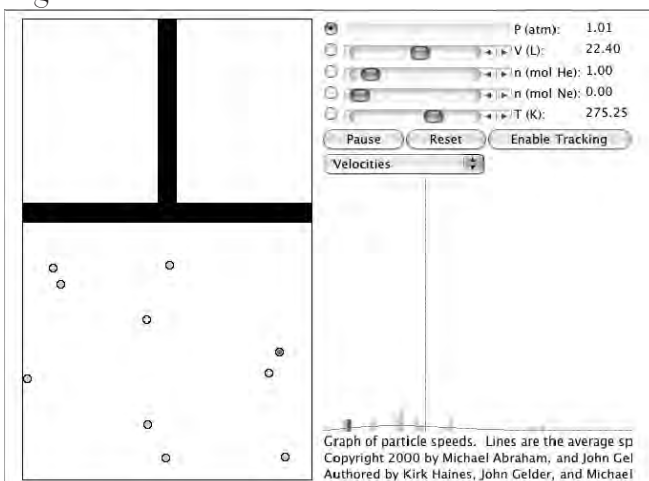 P (atm): 1.01
V (L): 22.40
n (mol He): 1.00
n (mol Ne): 0.00
T (K): 275.25
Pause Reset Enable Tracking
Velocities
Graph of particle speeds. Lines are the average sp
Copyright 2000 by Michael Abraham, and John Gel
Authored by Kirk Haines, John Gelder, and Michael